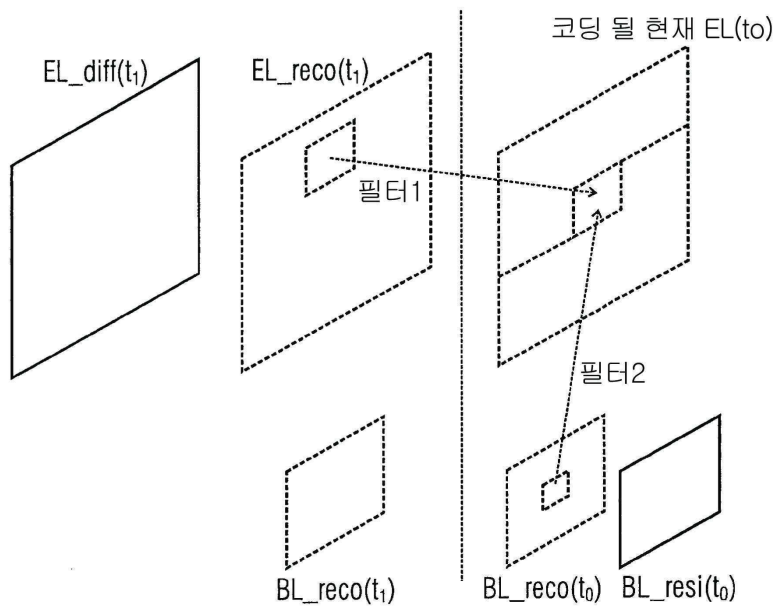 코딩 될 현재 EL(to)
EL_diff(t₁)
EL_reco(t₁)
필터1
필터2
BL_reco(t₁)
BL_reco(t₀)
BL_resi(t₀)